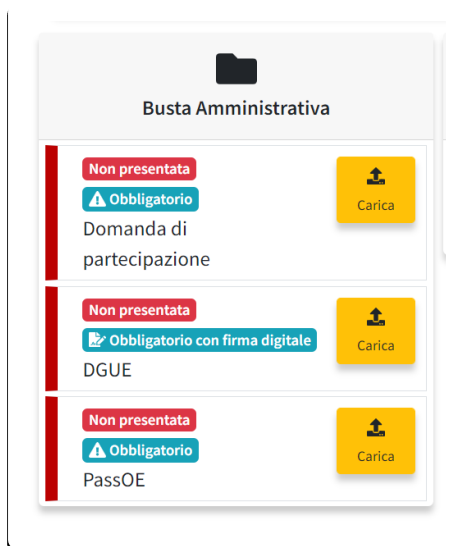 Busta Amministrativa
Non presentata
Obbligatorio
Domanda di
partecipazione
Carica
Non presentata
Obbligatorio con firma digitale
DGUE
Carica
Non presentata
Obbligatorio
PassOE
Carica